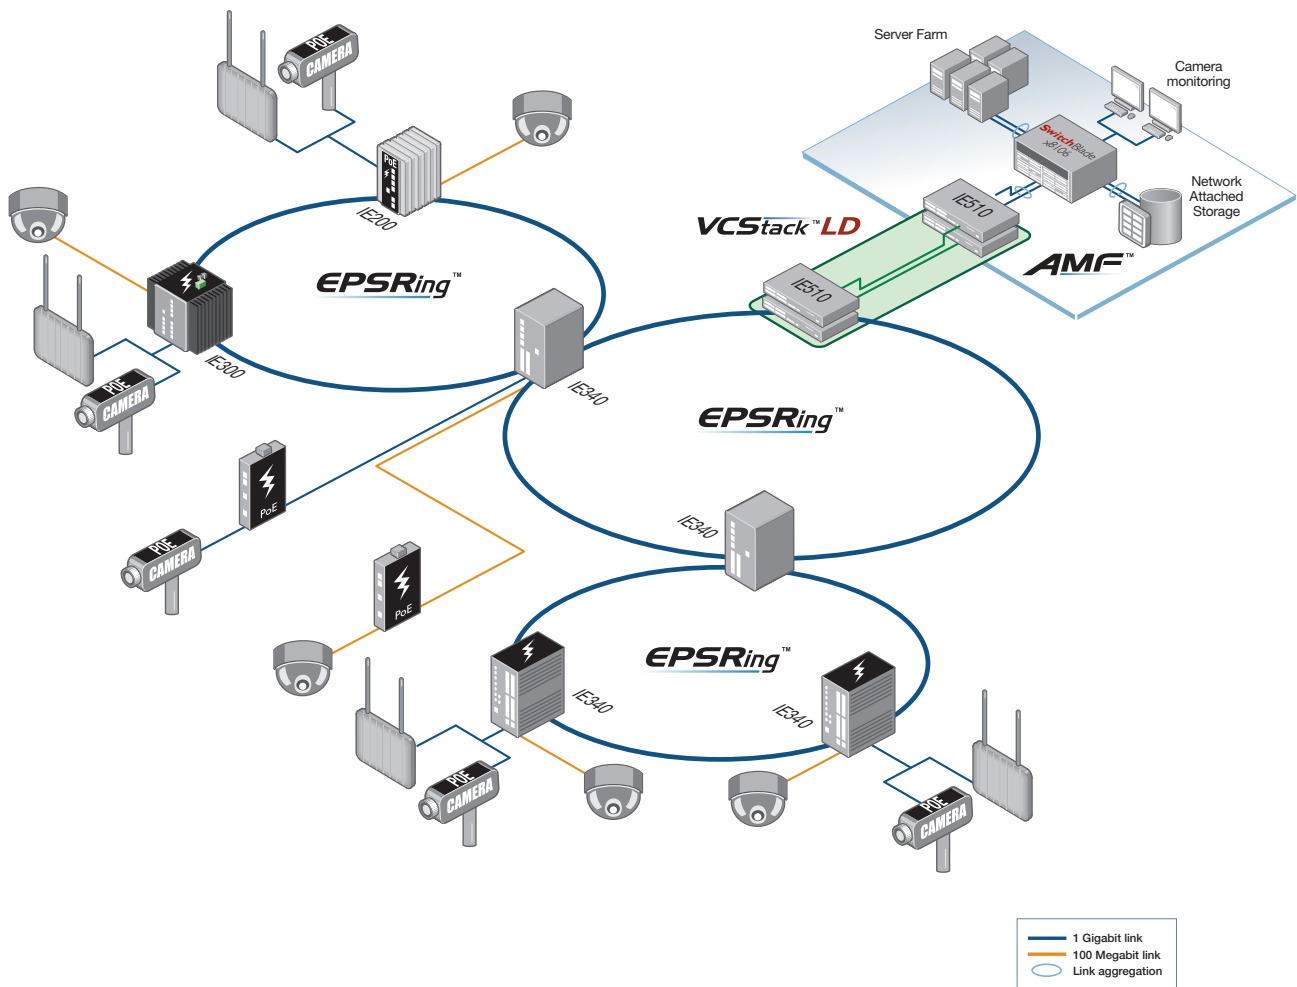 POE
CAMERA
Server Farm
Camera
monitoring
SwitchBlade
x8106
PoE
IE200
Network
Attached
Storage
IE510
VCStack™ LD
AMF™
EPSRing™
IE510
IE300
IE340
POE
CAMERA
EPSRing™
PoE
IE340
POE
CAMERA
PoE
EPSRing™
IE340
IE340
POE
CAMERA
POE
CAMERA
1 Gigabit link
100 Megabit link
Link aggregation